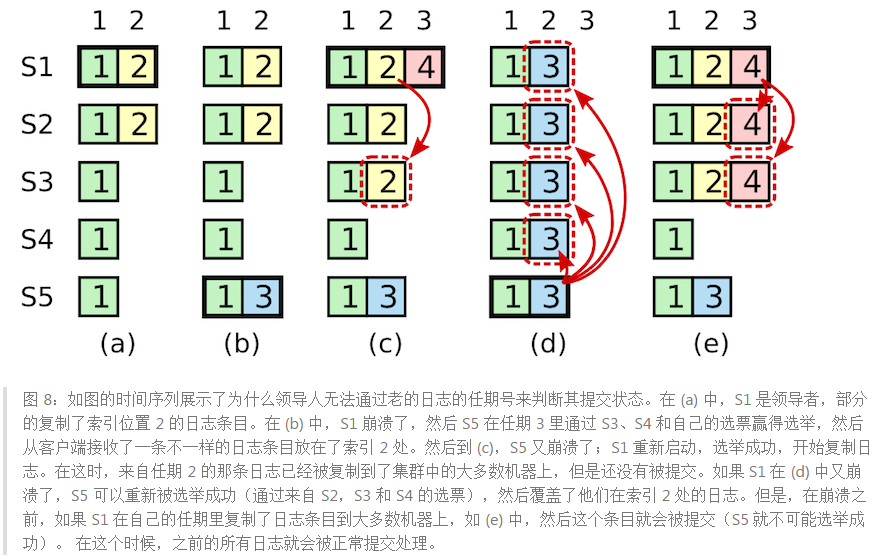 1 2 1 2 1 2 3 1 2 3 1 2 3
S1 1 2 1 2 1 2 4 1 3 1 2 4
S2 1 2 1 2 1 2 1 3 1 2 4
S3 1 1 1 2 1 3 1 2 4
S4 1 1 1 1 3 1
S5 1 1 3 1 3 1 3 1 3
(a) (b) (c) (d) (e)
图 8：如图的时间序列展示了为什么领导人无法通过老的日志的任期号来判断其提交状态。在 (a) 中，S1 是领导者，部分
的复制了索引位置 2 的日志条目。在 (b) 中，S1 崩溃了，然后 S5 在任期 3 里通过 S3、S4 和自己的选票赢得选举，然后
从客户端接收了一条不一样的日志条目放在了索引 2 处。然后到 (c)，S5 又崩溃了；S1 重新启动，选举成功，开始复制日
志。在这时，来自任期 2 的那条日志已经被复制到了集群中的大多数机器上，但是还没有被提交。如果 S1 在 (d) 中又崩
溃了，S5 可以重新被选举成功（通过来自 S2，S3 和 S4 的选票），然后覆盖了他们在索引 2 处的日志。但是，在崩溃之
前，如果 S1 在自己的任期里复制了日志条目到大多数机器上，如 (e) 中，然后这个条目就会被提交（S5 就不可能选举成
功）。 在这个时候，之前的所有日志就会被正常提交处理。